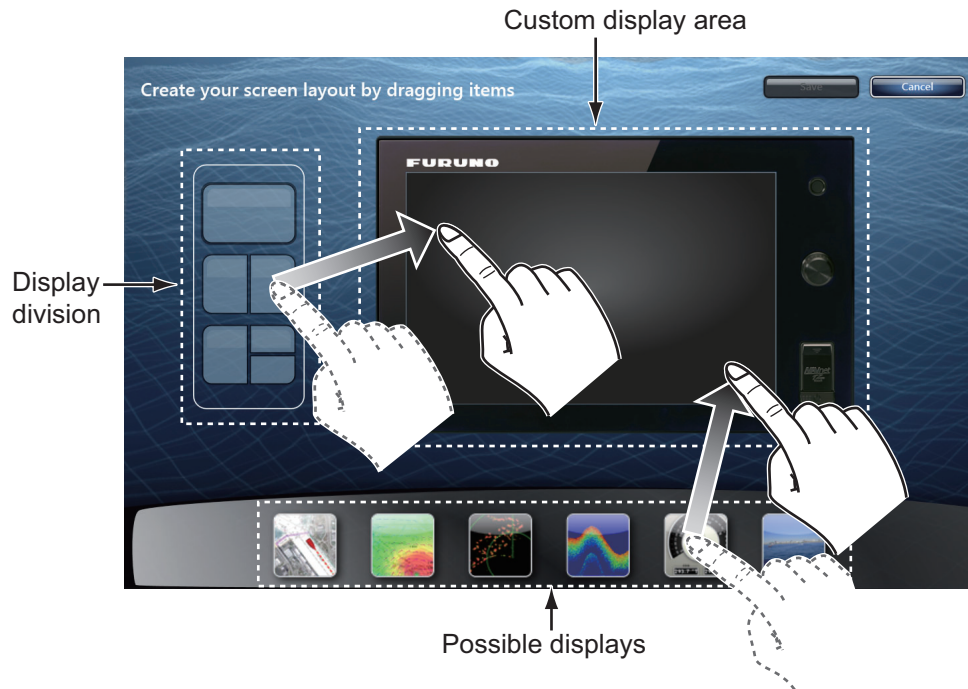 Custom display area
Create your screen layout by dragging items
Save
Cancel
FURUNO
Display
division
Possible displays